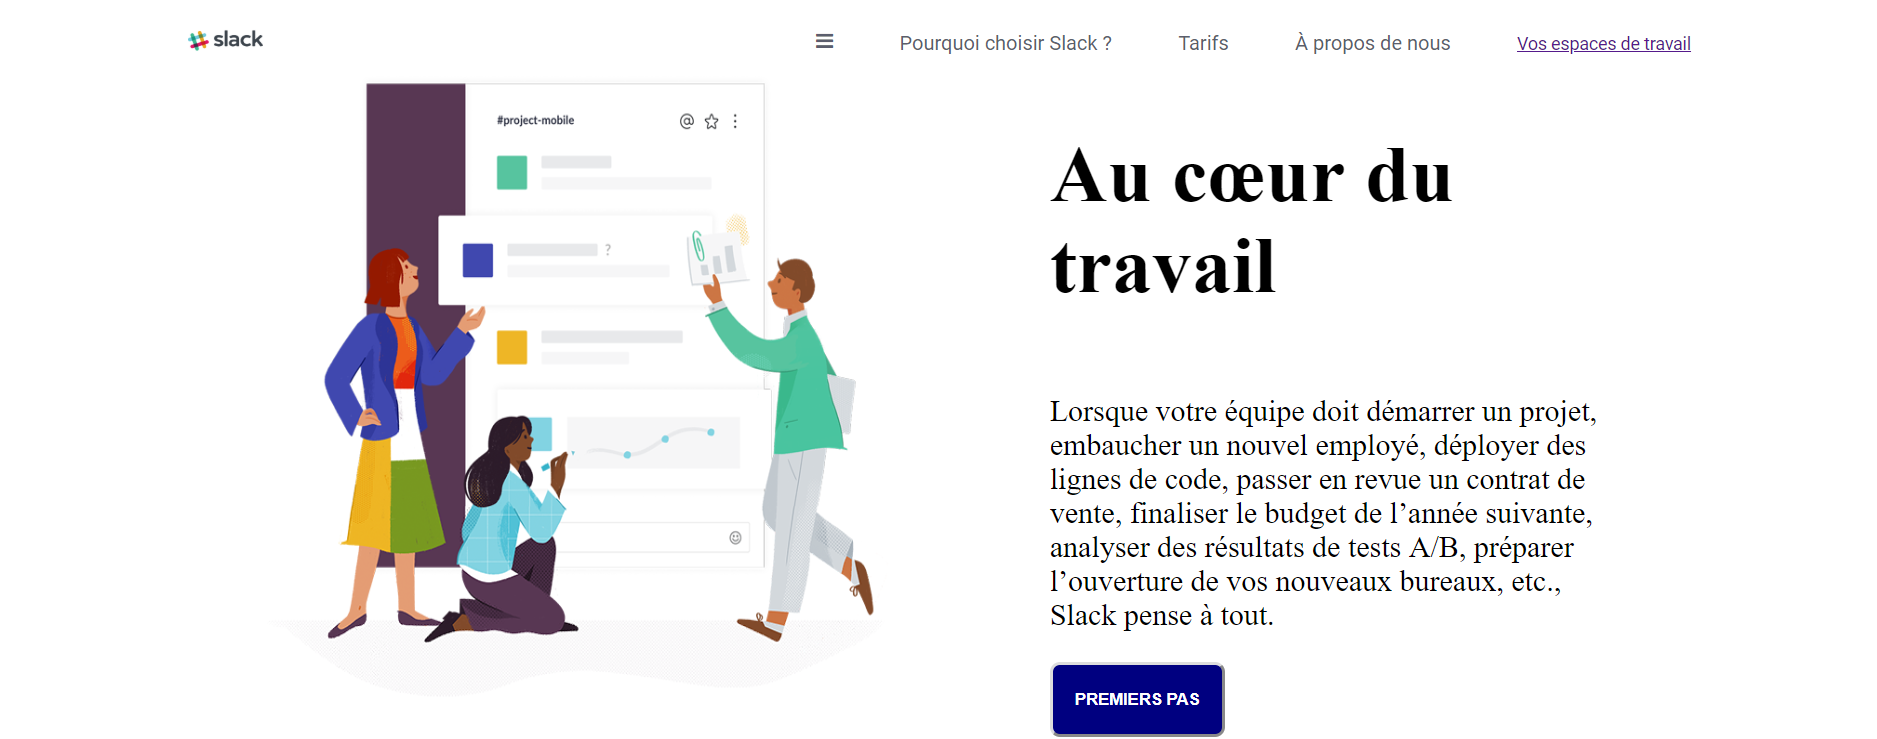 slack
Pourquoi choisir Slack ?
Tarifs
À propos de nous
Vos espaces de travail
#project-mobile
?
Au cœur du
travail
Lorsque votre équipe doit démarrer un projet,
embaucher un nouvel employé, déployer des
lignes de code, passer en revue un contrat de
vente, finaliser le budget de l’année suivante,
analyser des résultats de tests A/B, préparer
l’ouverture de vos nouveaux bureaux, etc.,
Slack pense à tout.
PREMIERS PAS